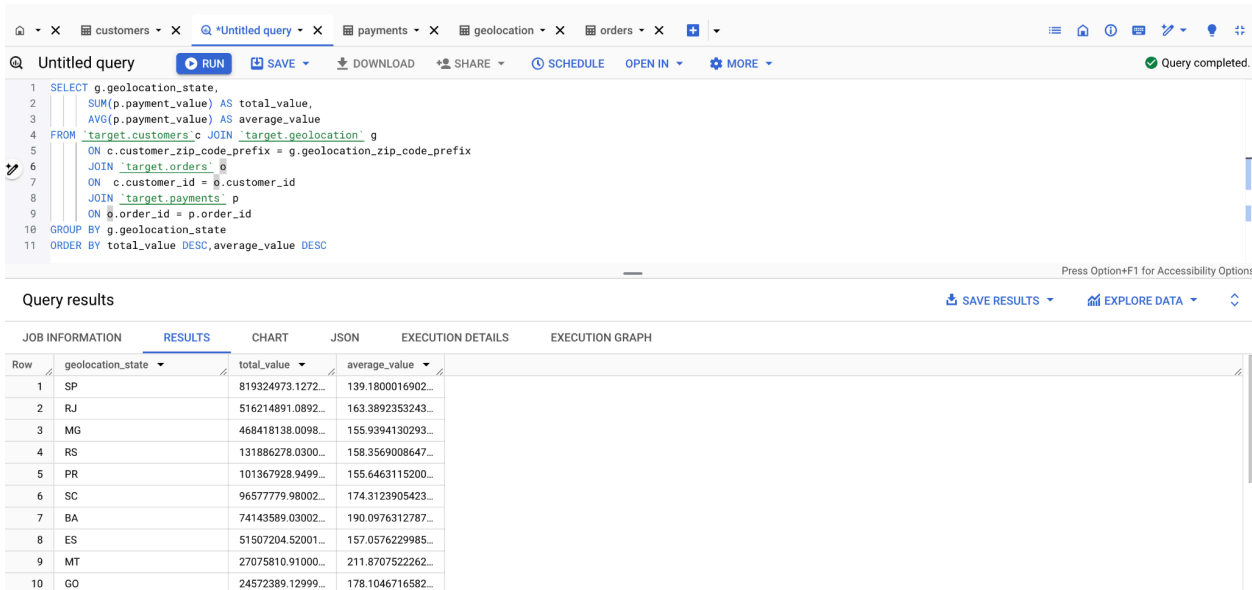 customers *Untitled query payments geolocation orders
Untitled query RUN SAVE DOWNLOAD SHARE SCHEDULE OPEN IN MORE Query completed.
1 SELECT g.geolocation_state,
2 SUM(p.payment_value) AS total_value,
3 AVG(p.payment_value) AS average_value
4 FROM `target.customers`c JOIN `target.geolocation` g
5 ON c.customer_zip_code_prefix = g.geolocation_zip_code_prefix
6 JOIN `target.orders` o
7 ON c.customer_id = o.customer_id
8 JOIN `target.payments` p
9 ON o.order_id = p.order_id
10 GROUP BY g.geolocation_state
11 ORDER BY total_value DESC,average_value DESC
Press Option+F1 for Accessibility Options
Query results SAVE RESULTS EXPLORE DATA
JOB INFORMATION RESULTS CHART JSON EXECUTION DETAILS EXECUTION GRAPH
Row geolocation_state total_value average_value
1 SP 819324973.1272... 139.1800016902...
2 RJ 516214891.0892... 163.3892353243...
3 MG 468418138.0098... 155.9394130293...
4 RS 131886278.0300... 158.3569008647...
5 PR 101367928.9499... 155.6463115200...
6 SC 96577779.98002... 174.3123905423...
7 BA 74143589.03002... 190.0976312787...
8 ES 51507204.52001... 157.0576229985...
9 MT 27075810.91000... 211.8707522262...
10 GO 24572389.12999... 178.1046716582...